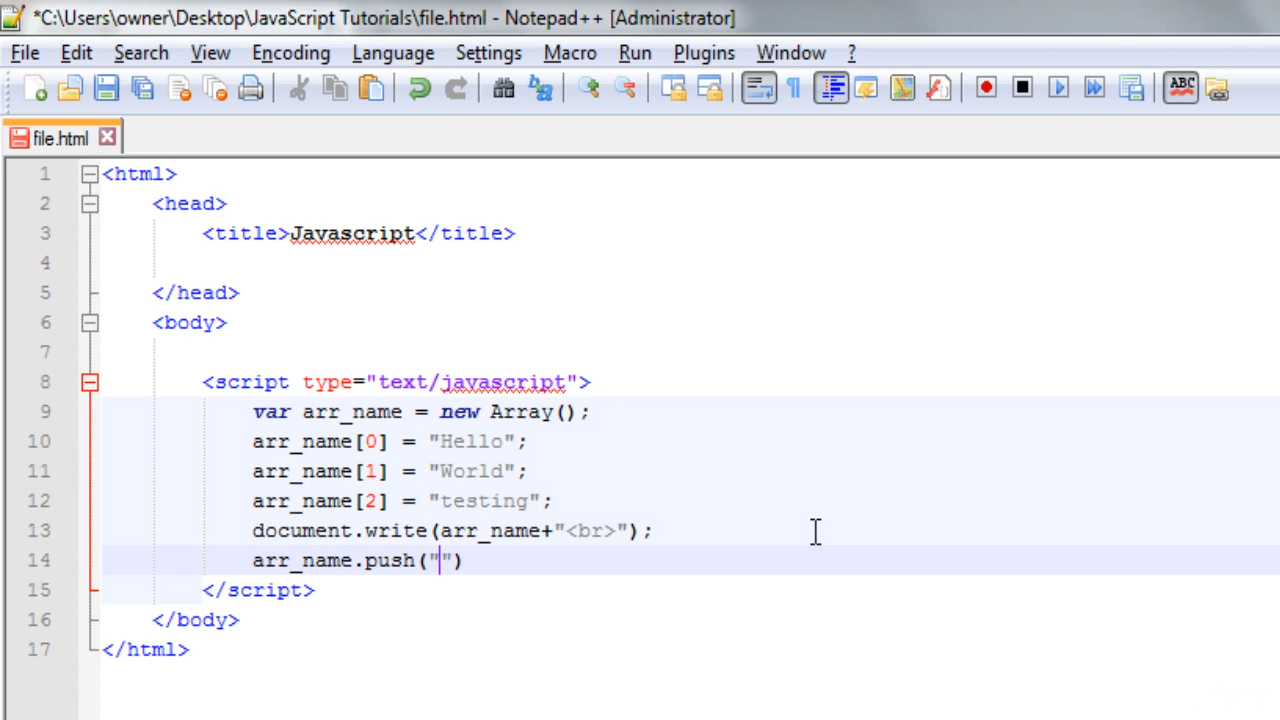 *C:\Users\owner\Desktop\JavaScript Tutorials\file.html - Notepad++ [Administrator]
File Edit Search View Encoding Language Settings Macro Run Plugins Window ?
ABC
file.html
1 <html>
2 <head>
3 <title>Javascript</title>
4
5 </head>
6 <body>
7
8 <script type="text/javascript">
9 var arr_name = new Array();
10 arr_name[0] = "Hello";
11 arr_name[1] = "World";
12 arr_name[2] = "testing";
13 document.write(arr_name+"<br>");
14 arr_name.push("")
15 </script>
16 </body>
17 </html>